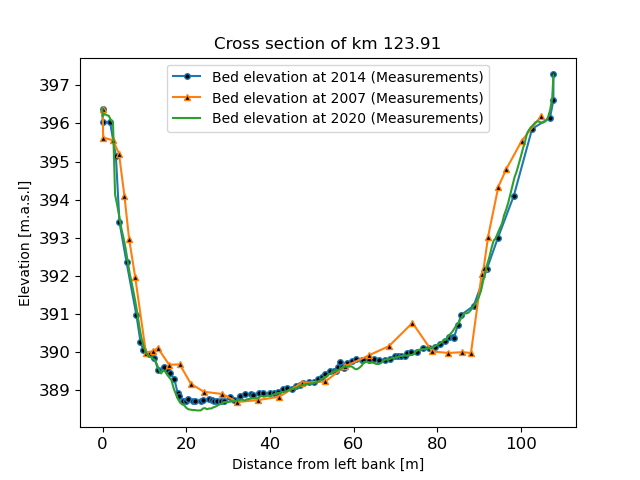 Cross section of km 123.91
Bed elevation at 2014 (Measurements)
Bed elevation at 2007 (Measurements)
Bed elevation at 2020 (Measurements)
Elevation [m.a.s.l]
397
396
395
394
393
392
391
390
389
0 20 40 60 80 100
Distance from left bank [m]